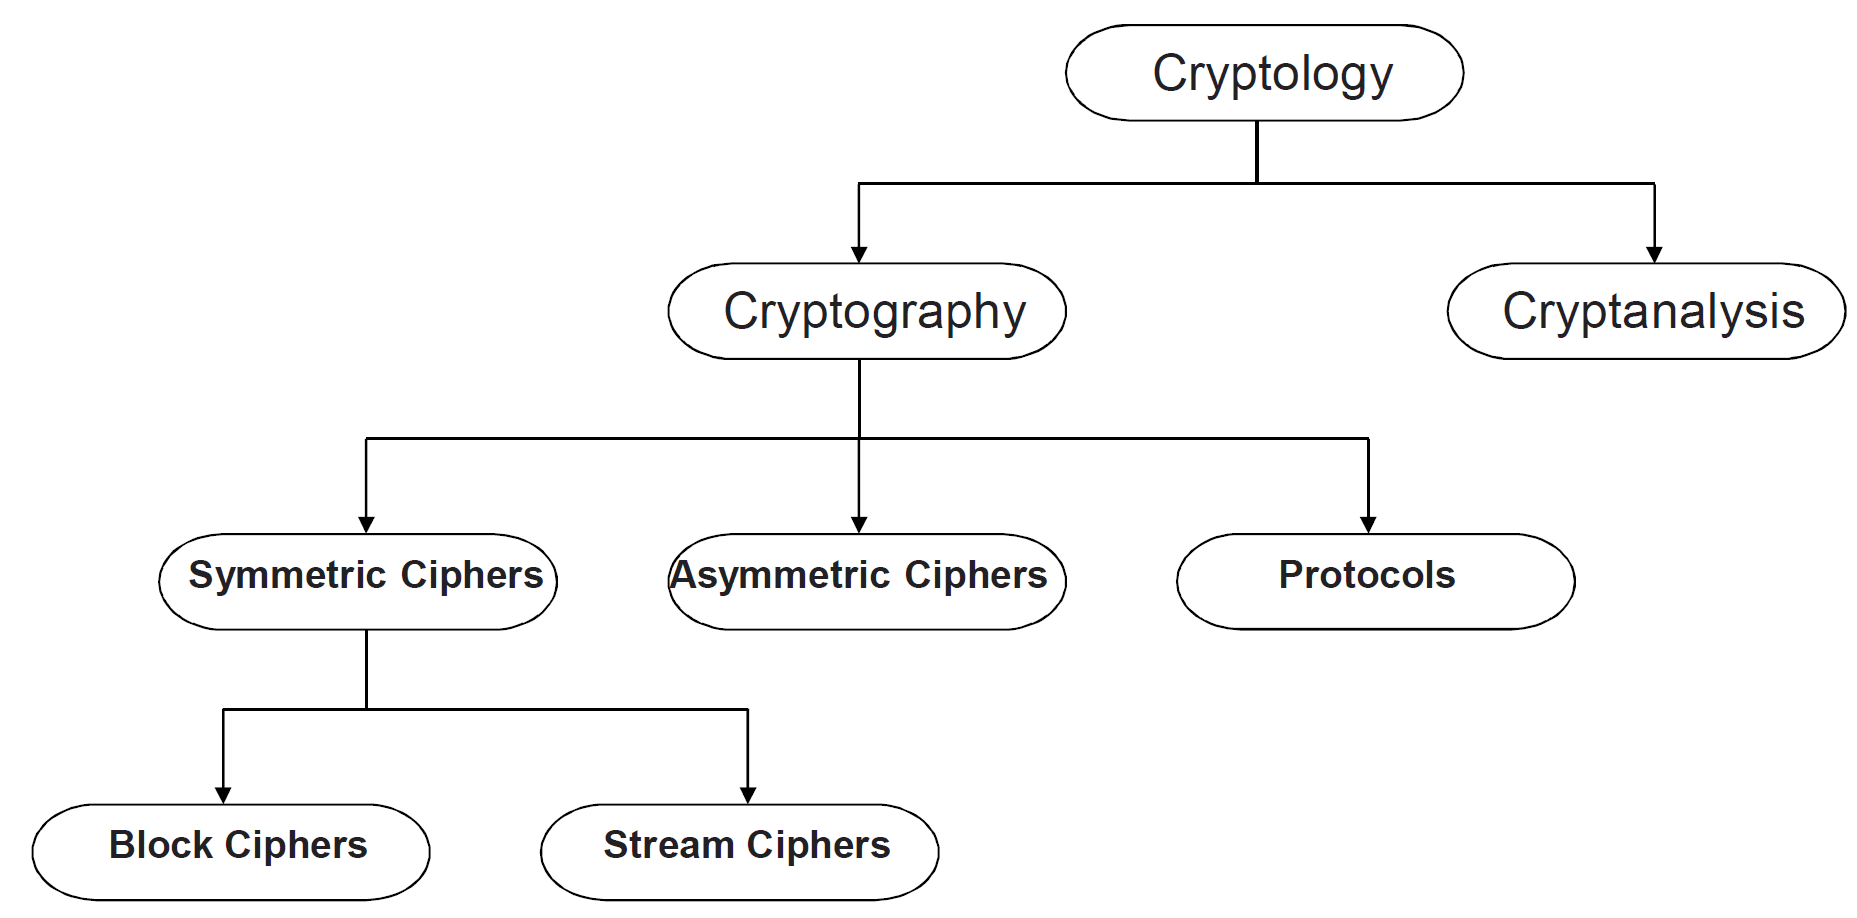 Cryptology
Cryptography
Cryptanalysis
Symmetric Ciphers
Asymmetric Ciphers
Protocols
Block Ciphers
Stream Ciphers